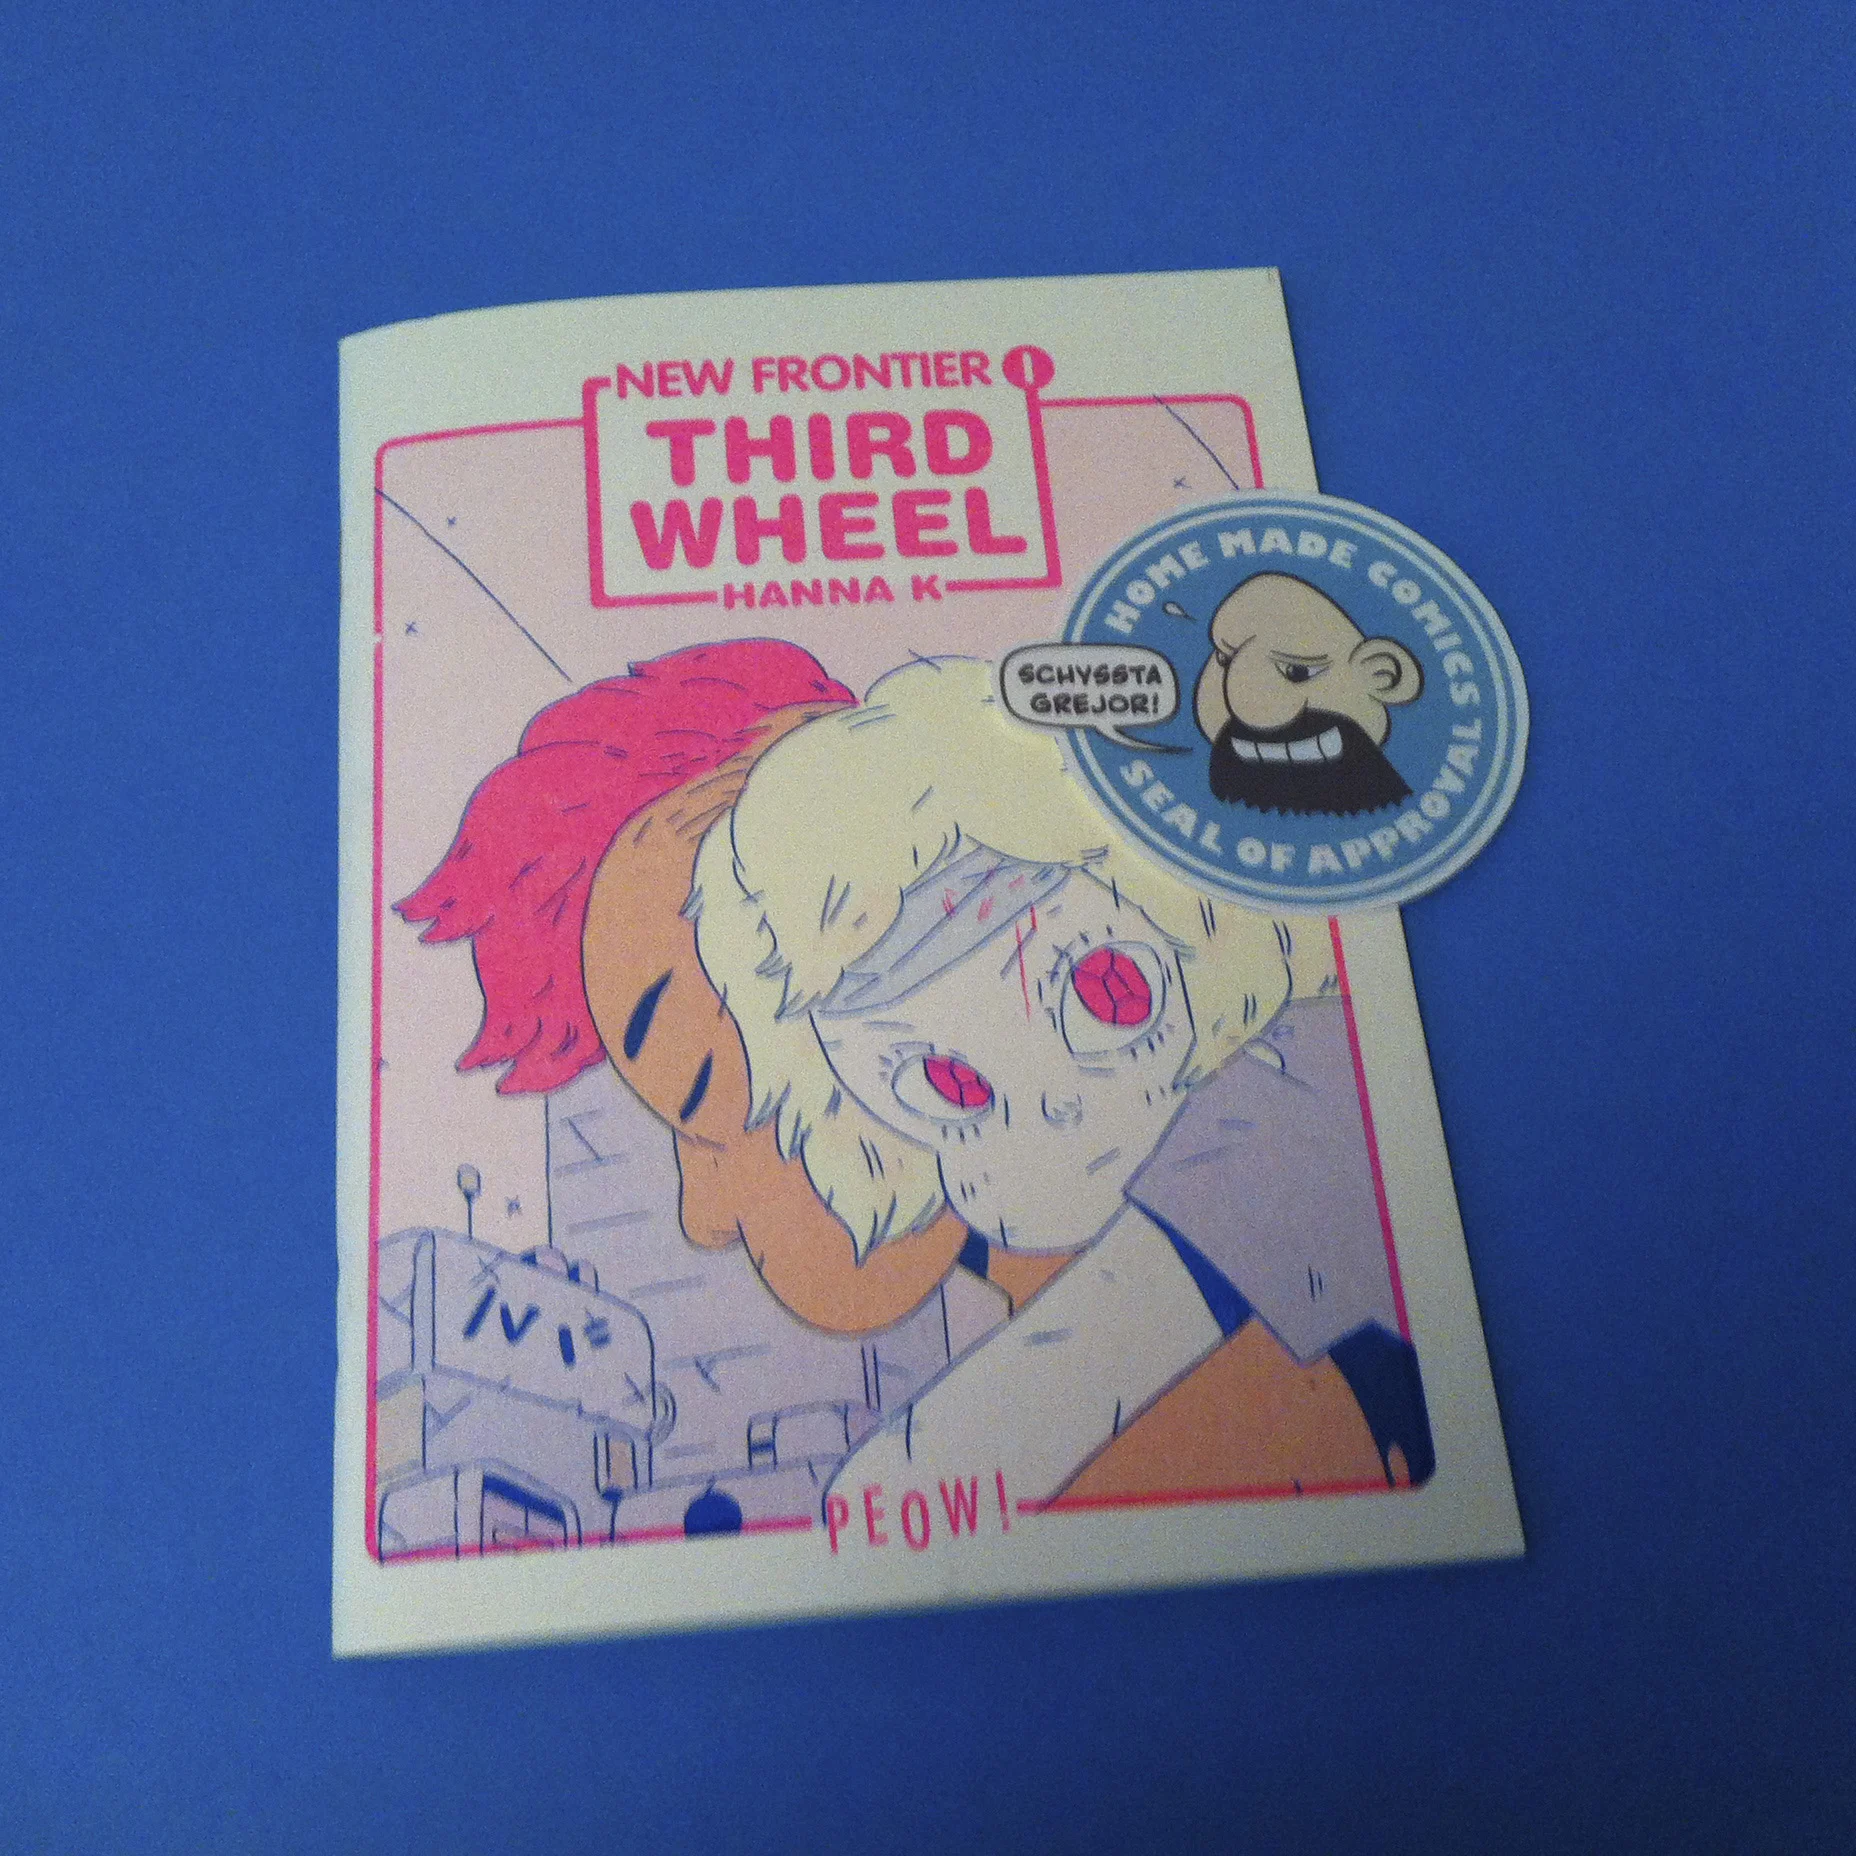 NEW FRONTIER 1
THIRD
WHEEL
HANNA K
HOME MADE COMICS
SCHYSSTA
GREJOR!
SEAL OF APPROVAL
PEOW!